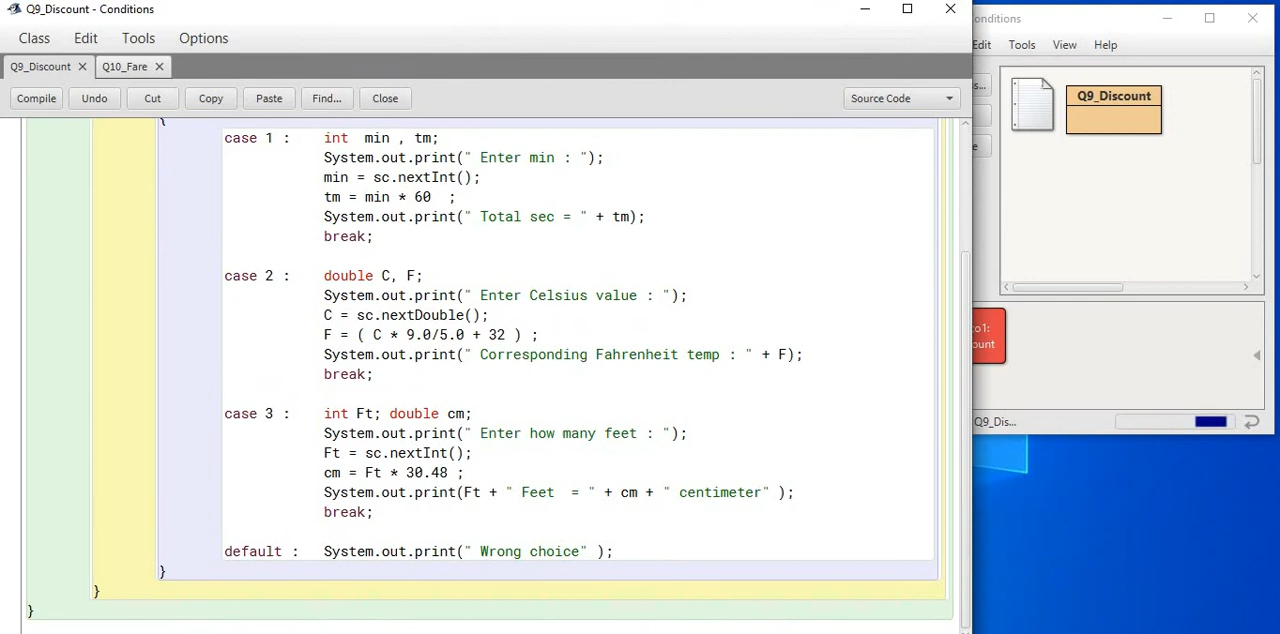 Q9_Discount - Conditions
Class Edit Tools Options
Q9_Discount Q10_Fare
Compile Undo Cut Copy Paste Find... Close Source Code
{
case 1 : int min , tm;
System.out.print(" Enter min : ");
min = sc.nextInt();
tm = min * 60 ;
System.out.print(" Total sec = " + tm);
break;
case 2 : double C, F;
System.out.print(" Enter Celsius value : ");
C = sc.nextDouble();
F = ( C * 9.0/5.0 + 32 ) ;
System.out.print(" Corresponding Fahrenheit temp : " + F);
break;
case 3 : int Ft; double cm;
System.out.print(" Enter how many feet : ");
Ft = sc.nextInt();
cm = Ft * 30.48 ;
System.out.print(Ft + " Feet = " + cm + " centimeter" );
break;
default : System.out.print(" Wrong choice" );
}
}
}
onditions
Edit Tools View Help
s...
e
Q9_Discount
to1:
ount
Q9_Dis...